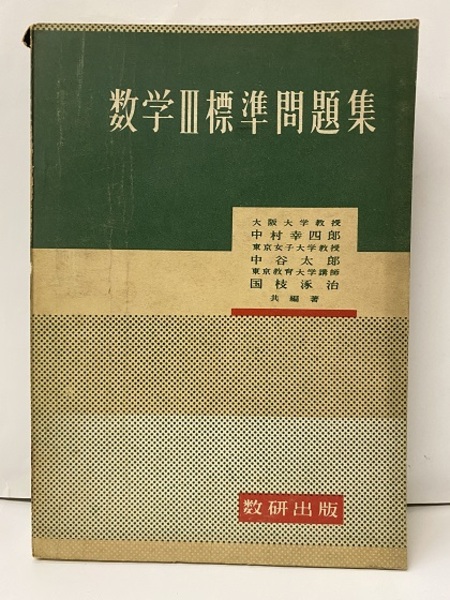 数学III標準問題集
大阪大学教授
中村幸四郎
東京女子大学教授
中谷太郎
東京教育大学講師
国枝涿治
共編著
数研出版